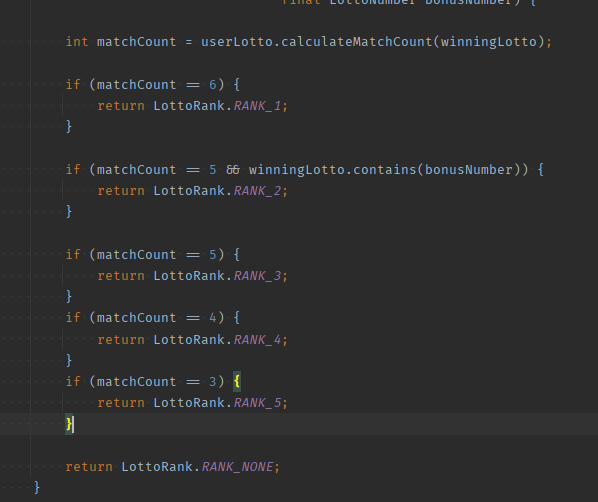 final LottoNumber bonusNumber) {
int matchCount = userLotto.calculateMatchCount(winningLotto);
if (matchCount == 6) {
return LottoRank.RANK_1;
}
if (matchCount == 5 && winningLotto.contains(bonusNumber)) {
return LottoRank.RANK_2;
}
if (matchCount == 5) {
return LottoRank.RANK_3;
}
if (matchCount == 4) {
return LottoRank.RANK_4;
}
if (matchCount == 3) {
return LottoRank.RANK_5;
}
return LottoRank.RANK_NONE;
}